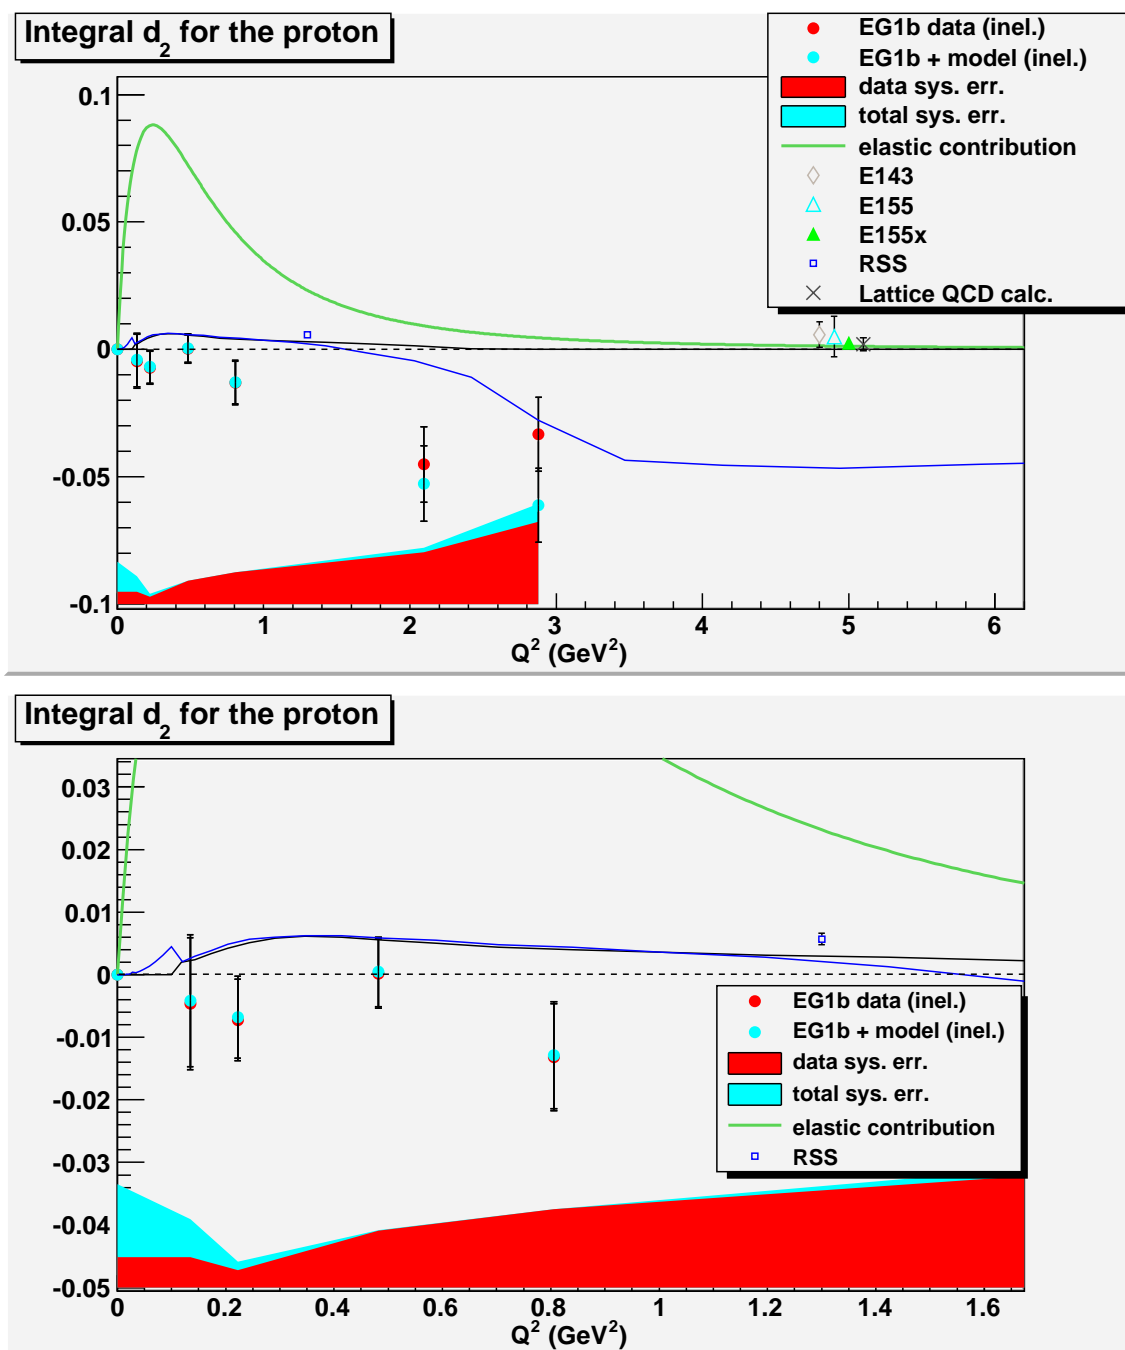 Integral d2 for the proton
EG1b data (inel.)
EG1b + model (inel.)
data sys. err.
total sys. err.
elastic contribution
E143
E155
E155x
RSS
Lattice QCD calc.
0.1
0.05
0
-0.05
-0.1
0 1 2 3 4 5 6
Q2 (GeV2)
Integral d2 for the proton
0.03
0.02
0.01
0
-0.01
-0.02
-0.03
-0.04
-0.05
EG1b data (inel.)
EG1b + model (inel.)
data sys. err.
total sys. err.
elastic contribution
RSS
0 0.2 0.4 0.6 0.8 1 1.2 1.4 1.6
Q2 (GeV2)